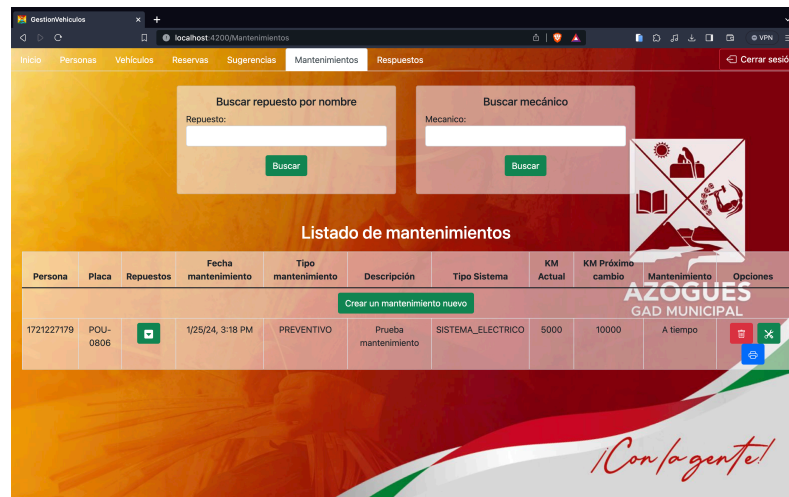 GestionVehiculos
localhost:4200/Mantenimientos
VPN
Inicio Personas Vehículos Reservas Sugerencias Mantenimientos Respuestos
Cerrar sesió
Buscar repuesto por nombre
Repuesto:
Buscar
Buscar mecánico
Mecanico:
Buscar
Listado de mantenimientos
Persona Placa Repuestos Fecha mantenimiento Tipo mantenimiento Descripción Tipo Sistema KM Actual KM Próximo cambio Mantenimiento Opciones
Crear un mantenimiento nuevo
1721227179 POU-0806 1/25/24, 3:18 PM PREVENTIVO Prueba mantenimiento SISTEMA_ELECTRICO 5000 10000 A tiempo
AZOGUES
GAD MUNICIPAL
¡Con la gente!